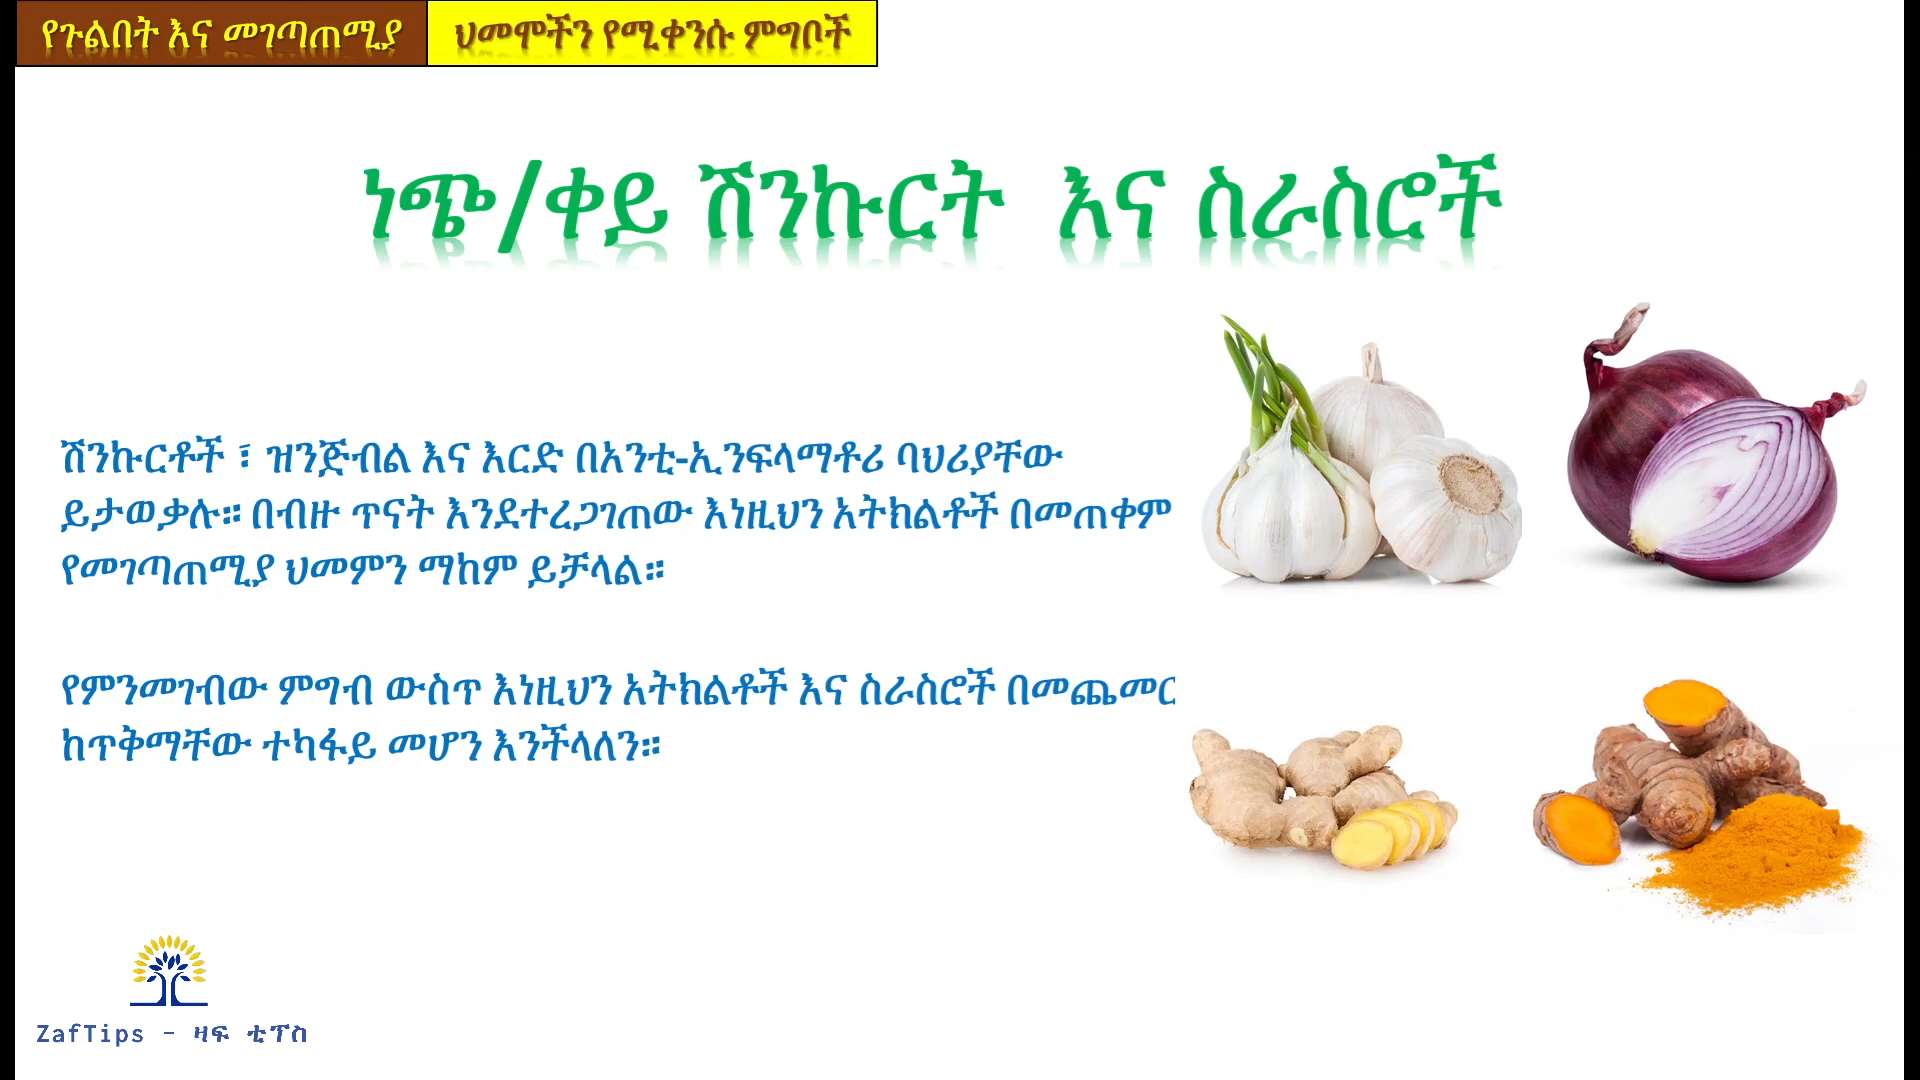 የጉልበት እና መገጣጠሚያ ህመሞችን የሚቀንሱ ምግቦች
ነጭ/ቀይ ሽንኩርት እና ስራስሮች
ሽንኩርቶች ፣ ዝንጅብል እና እርድ በአንቲ-ኢንፍላማቶሪ ባህሪያቸው
ይታወቃሉ። በብዙ ጥናት እንደተረጋገጠው እነዚህን አትክልቶች በመጠቀም
የመገጣጠሚያ ህመምን ማከም ይቻላል።
የምንመገብው ምግብ ውስጥ እነዚህን አትክልቶች እና ስራስሮች በመጨመር
ከጥቅማቸው ተካፋይ መሆን እንችላለን።
ZafTips - ዛፍ ቲፕስ